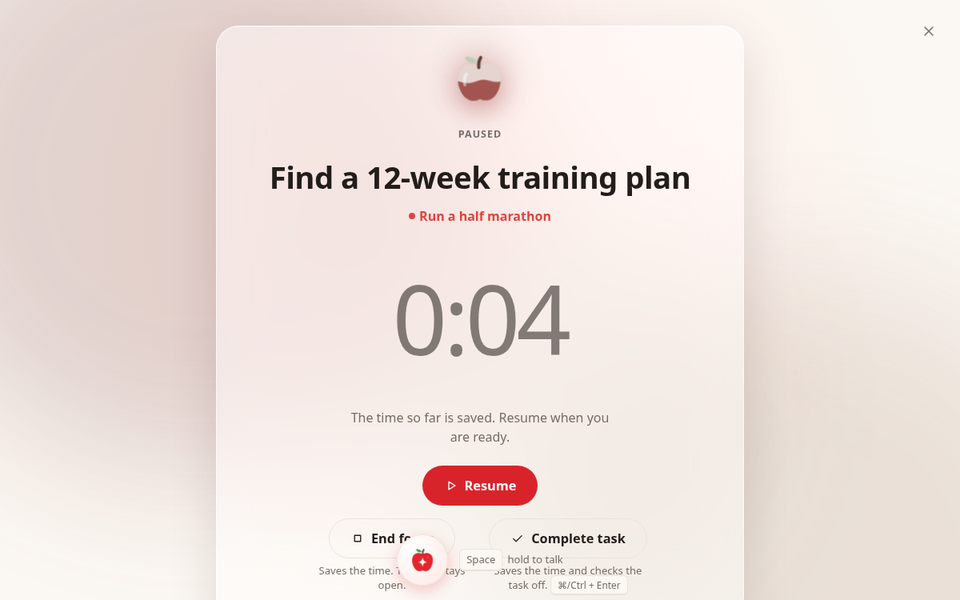 PAUSED
Find a 12-week training plan
Run a half marathon
0:04
The time so far is saved. Resume when you
are ready.
Resume
End fo
Complete task
Space hold to talk
Saves the time. T
tays
open.
Saves the time and checks the
task off. ⌘/Ctrl + Enter